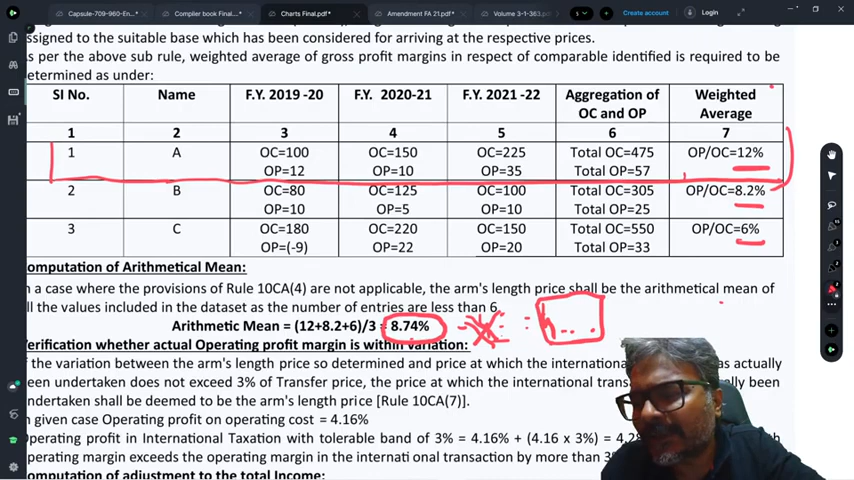 Capsule-709-960-En...*
Compiler book Final....*
Charts Final.pdf*
Amendment FA 21.pdf*
Volume 3-1-363.p
5
Create account
Login
ssigned to the suitable base which has been considered for arriving at the respective prices.
s per the above sub rule, weighted average of gross profit margins in respect of comparable identified is required to be
etermined as under:
SI No. Name F.Y. 2019 -20 F.Y. 2020-21 F.Y. 2021 -22 Aggregation of OC and OP Weighted Average
1 2 3 4 5 6 7
1 A OC=100 OC=150 OC=225 Total OC=475 OP/OC=12%
OP=12 OP=10 OP=35 Total OP=57
2 B OC=80 OC=125 OC=100 Total OC=305 OP/OC=8.2%
OP=10 OP=5 OP=10 Total OP=25
3 C OC=180 OC=220 OC=150 Total OC=550 OP/OC=6%
OP=(-9) OP=22 OP=20 Total OP=33
omputation of Arithmetical Mean:
n a case where the provisions of Rule 10CA(4) are not applicable, the arm's length price shall be the arithmetical mean of
ll the values included in the dataset as the number of entries are less than 6.
Arithmetic Mean = (12+8.2+6)/3 = 8.74%
erification whether actual Operating profit margin is within variation:
f the variation between the arm's length price so determined and price at which the international as actually
een undertaken does not exceed 3% of Transfer price, the price at which the international ally been
ndertaken shall be deemed to be the arm's length price [Rule 10CA(7)].
n given case Operating profit on operating cost = 4.16%
Operating profit in International Taxation with tolerable band of 3% = 4.16% + (4.16 x 3%) =
perating margin exceeds the operating margin in the internati onal transaction by more than
omputation of adjustment to the total Income: